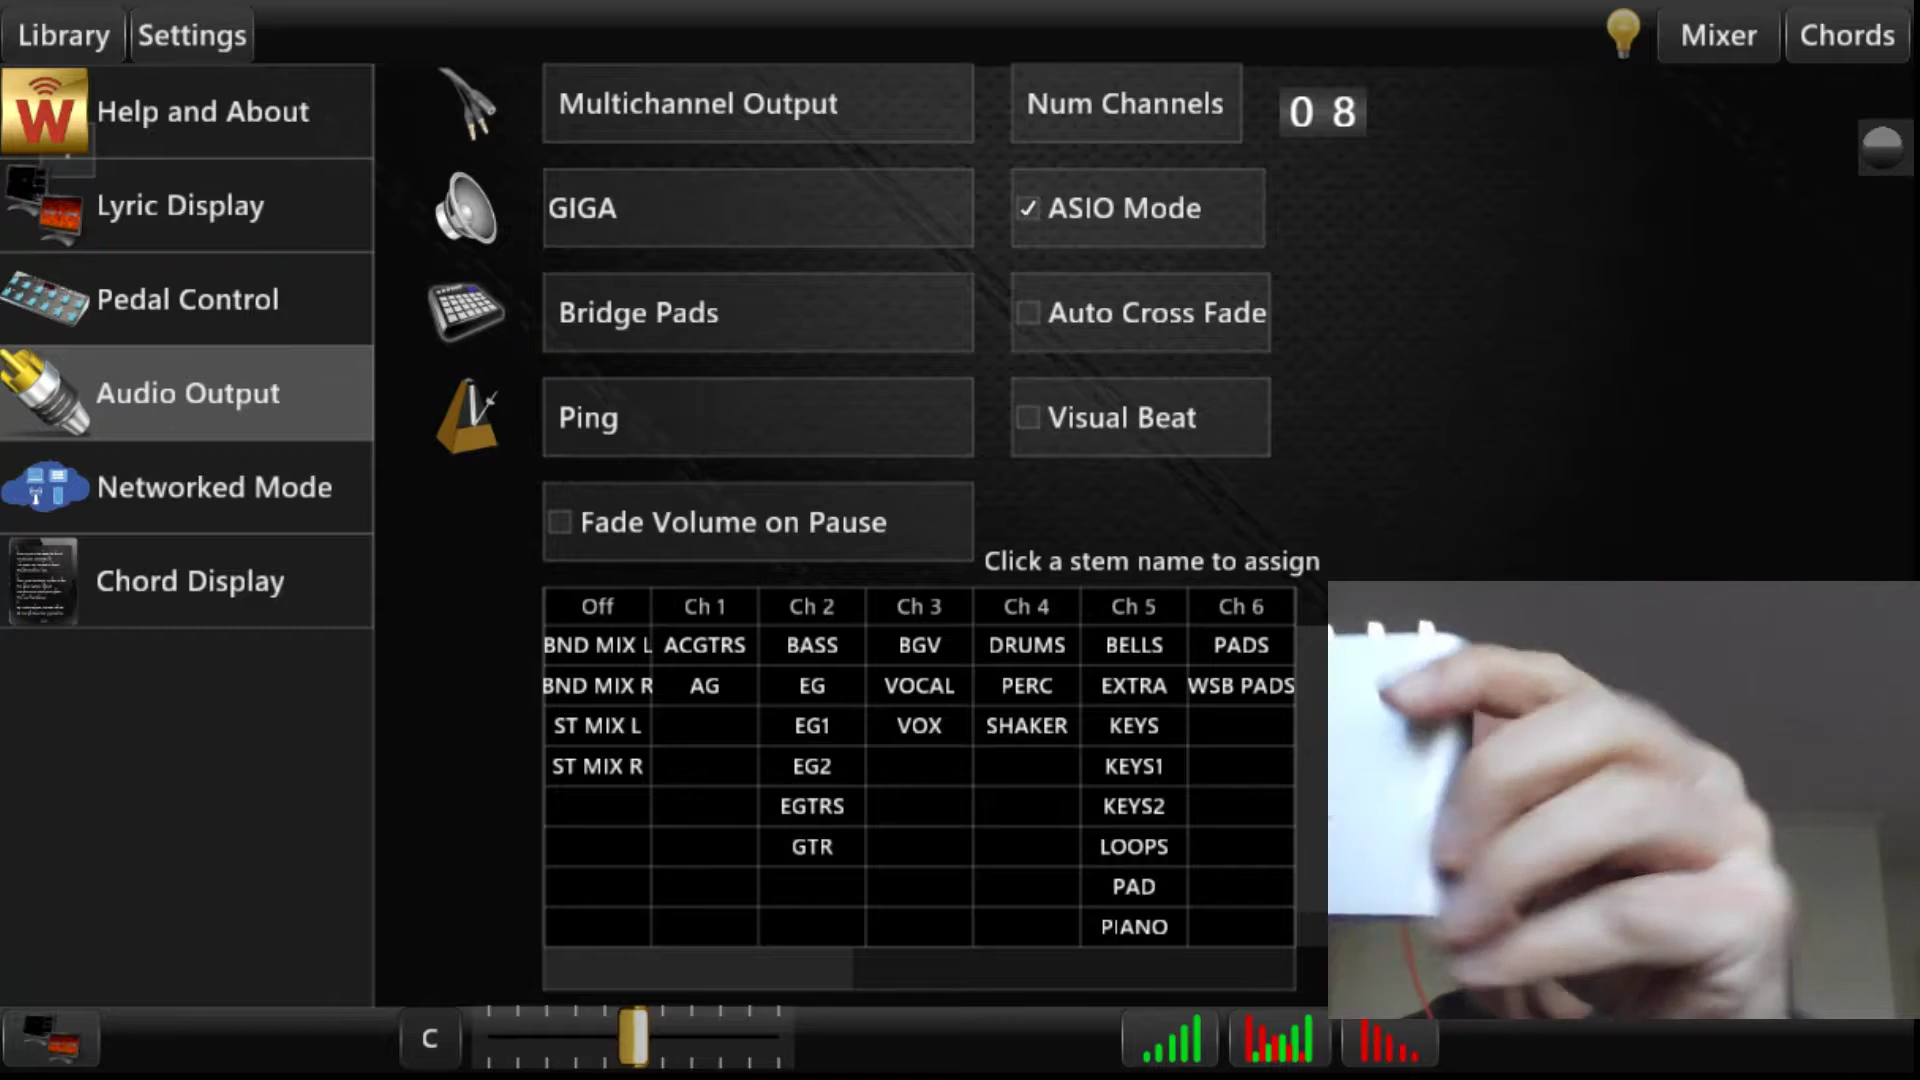 Library Settings Mixer Chords
W Help and About
Lyric Display
Pedal Control
Audio Output
Networked Mode
Chord Display
Multichannel Output Num Channels 08
GIGA ✓ ASIO Mode
Bridge Pads Auto Cross Fade
Ping Visual Beat
Fade Volume on Pause
Click a stem name to assign
Off Ch 1 Ch 2 Ch 3 Ch 4 Ch 5 Ch 6
BND MIX L ACGTRS BASS BGV DRUMS BELLS PADS
BND MIX R AG EG VOCAL PERC EXTRA WSB PADS
ST MIX L EG1 VOX SHAKER KEYS
ST MIX R EG2 KEYS1
EGTRS KEYS2
GTR LOOPS
PAD
PIANO
C